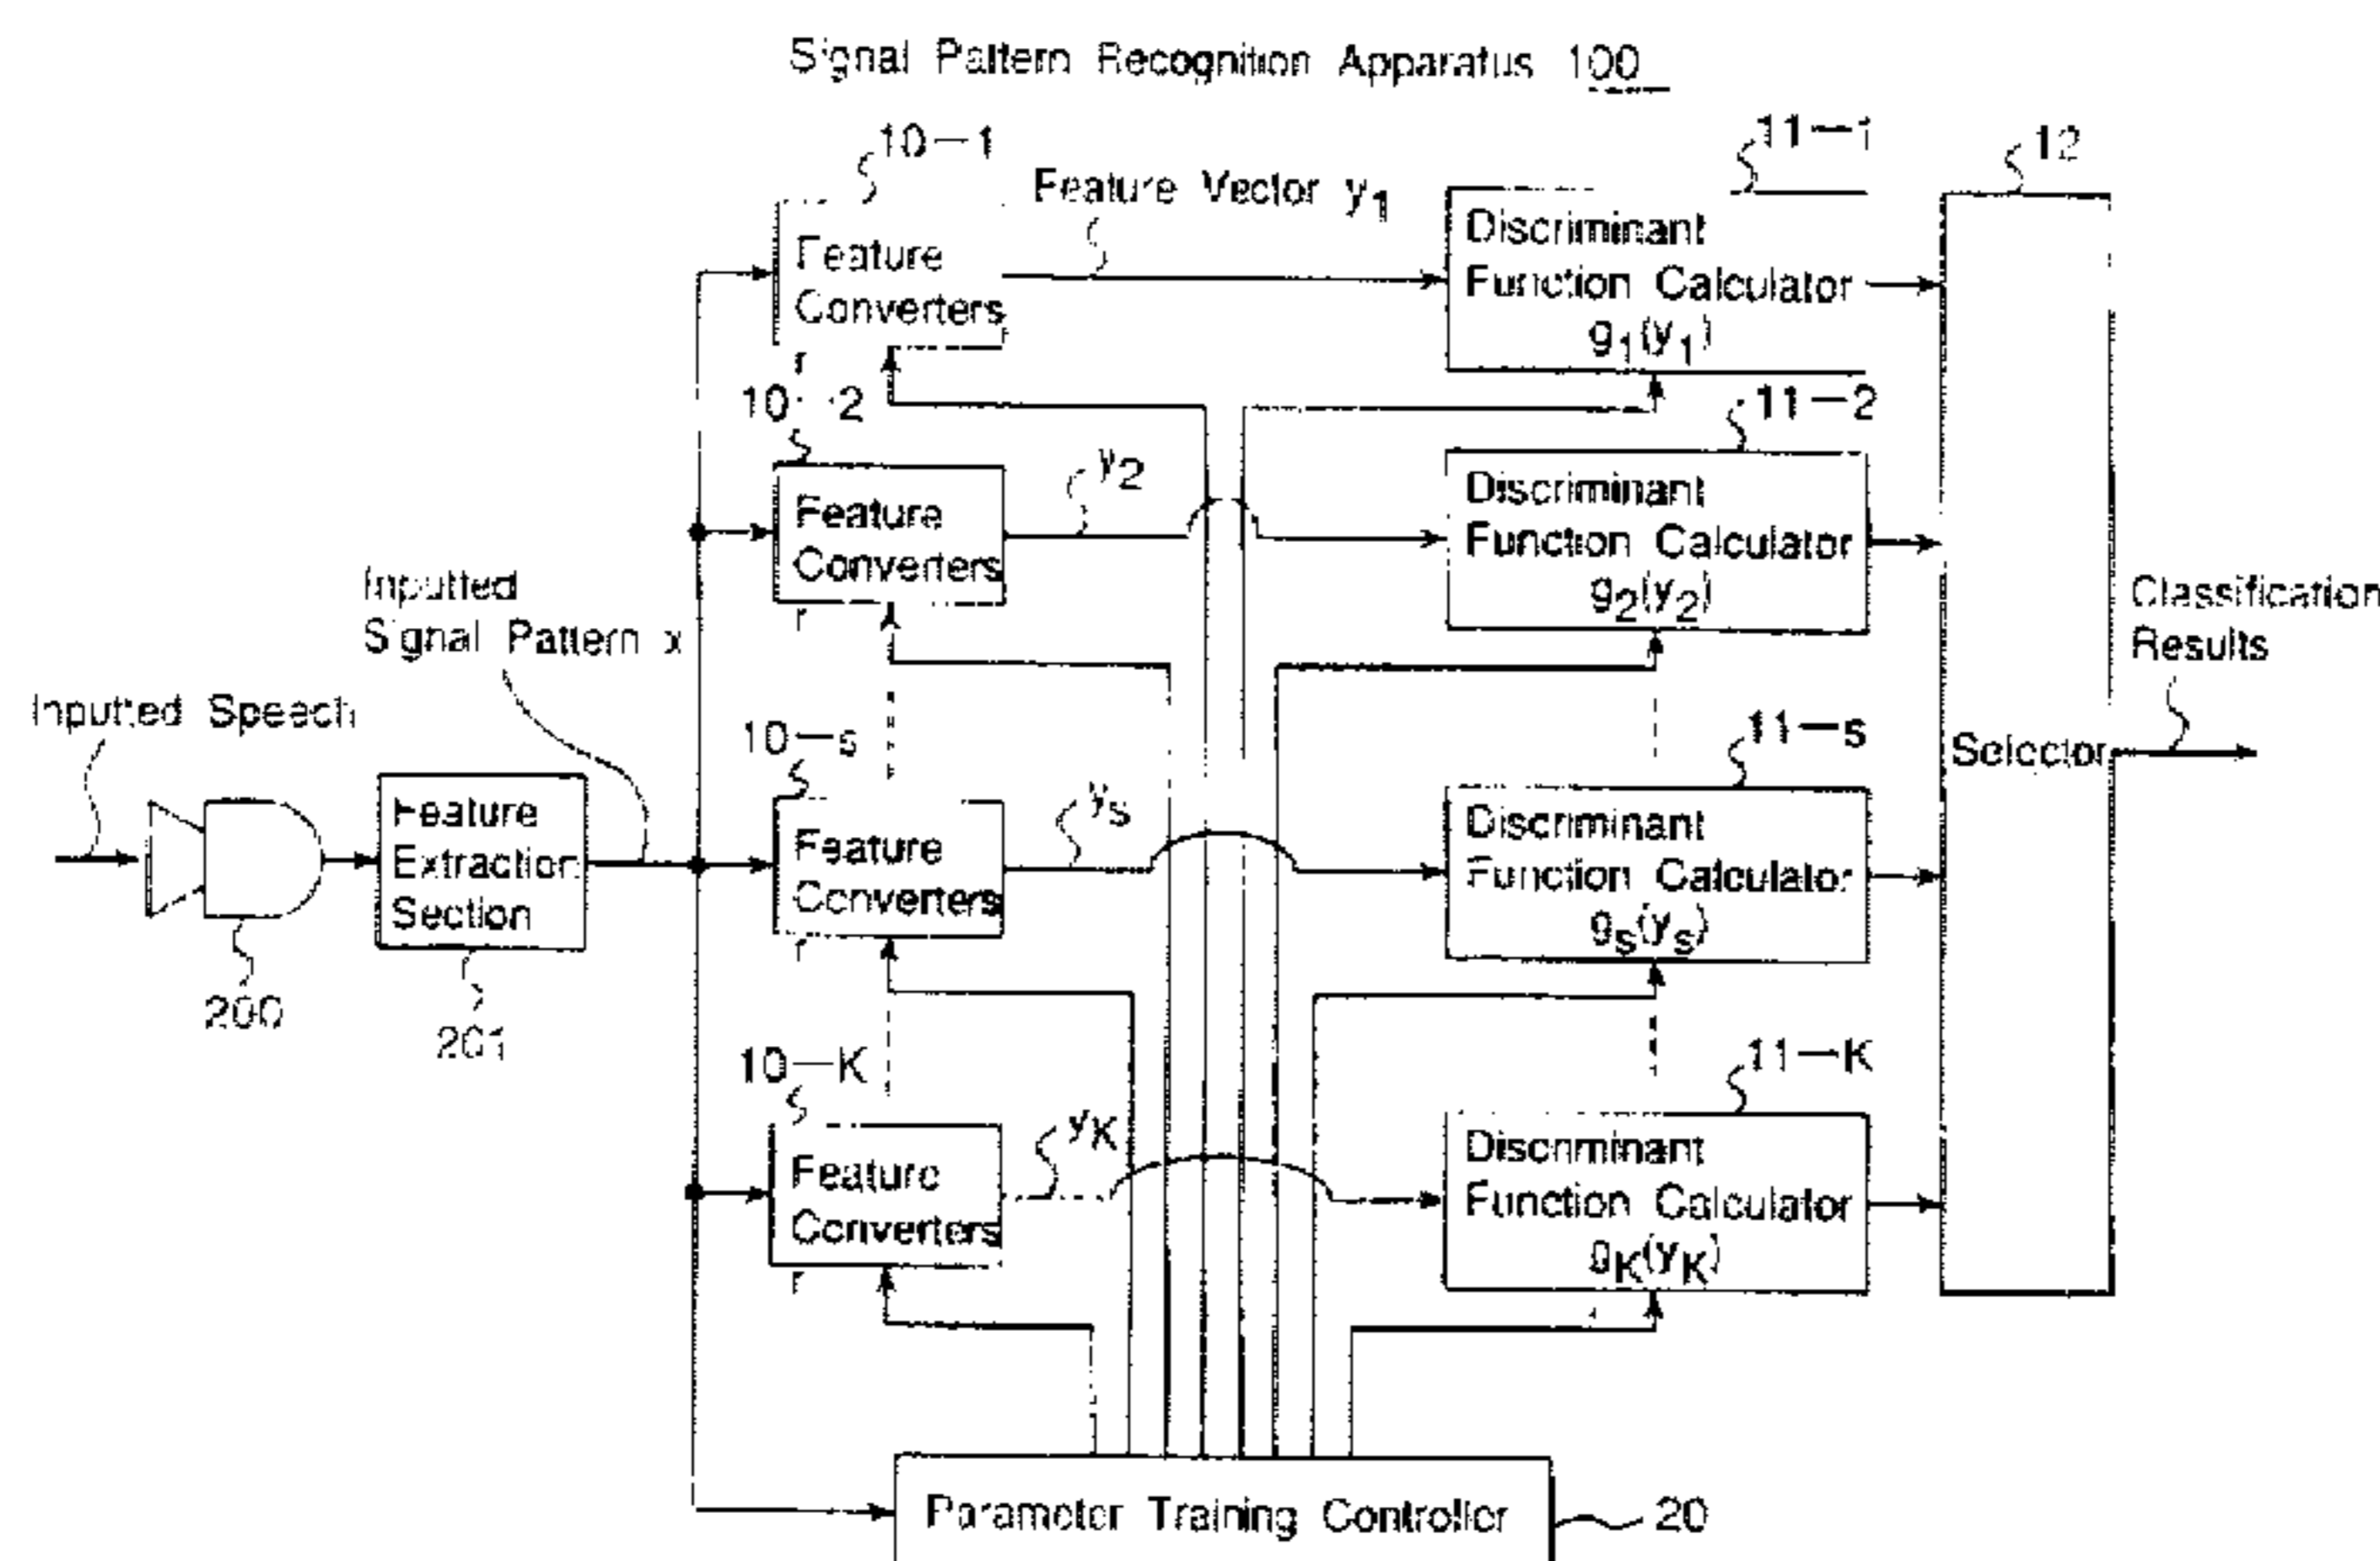 Signal Pattern Recognition Apparatus 100
10-1
Feature Vector y1
11-1
12
Feature
Converters
Discriminant
Function Calculator
g1(y1)
10-2
y2
11-2
Feature
Converters
Discriminant
Function Calculator
g2(y2)
Inputted
Signal Pattern x
Classification
Results
Inputted Speech
10-s
ys
11-s
Selector
Feature
Extraction
Section
Feature
Converters
Discriminant
Function Calculator
gs(ys)
200
201
10-K
yK
11-K
Feature
Converters
Discriminant
Function Calculator
gK(yK)
Parameter Training Controller
20